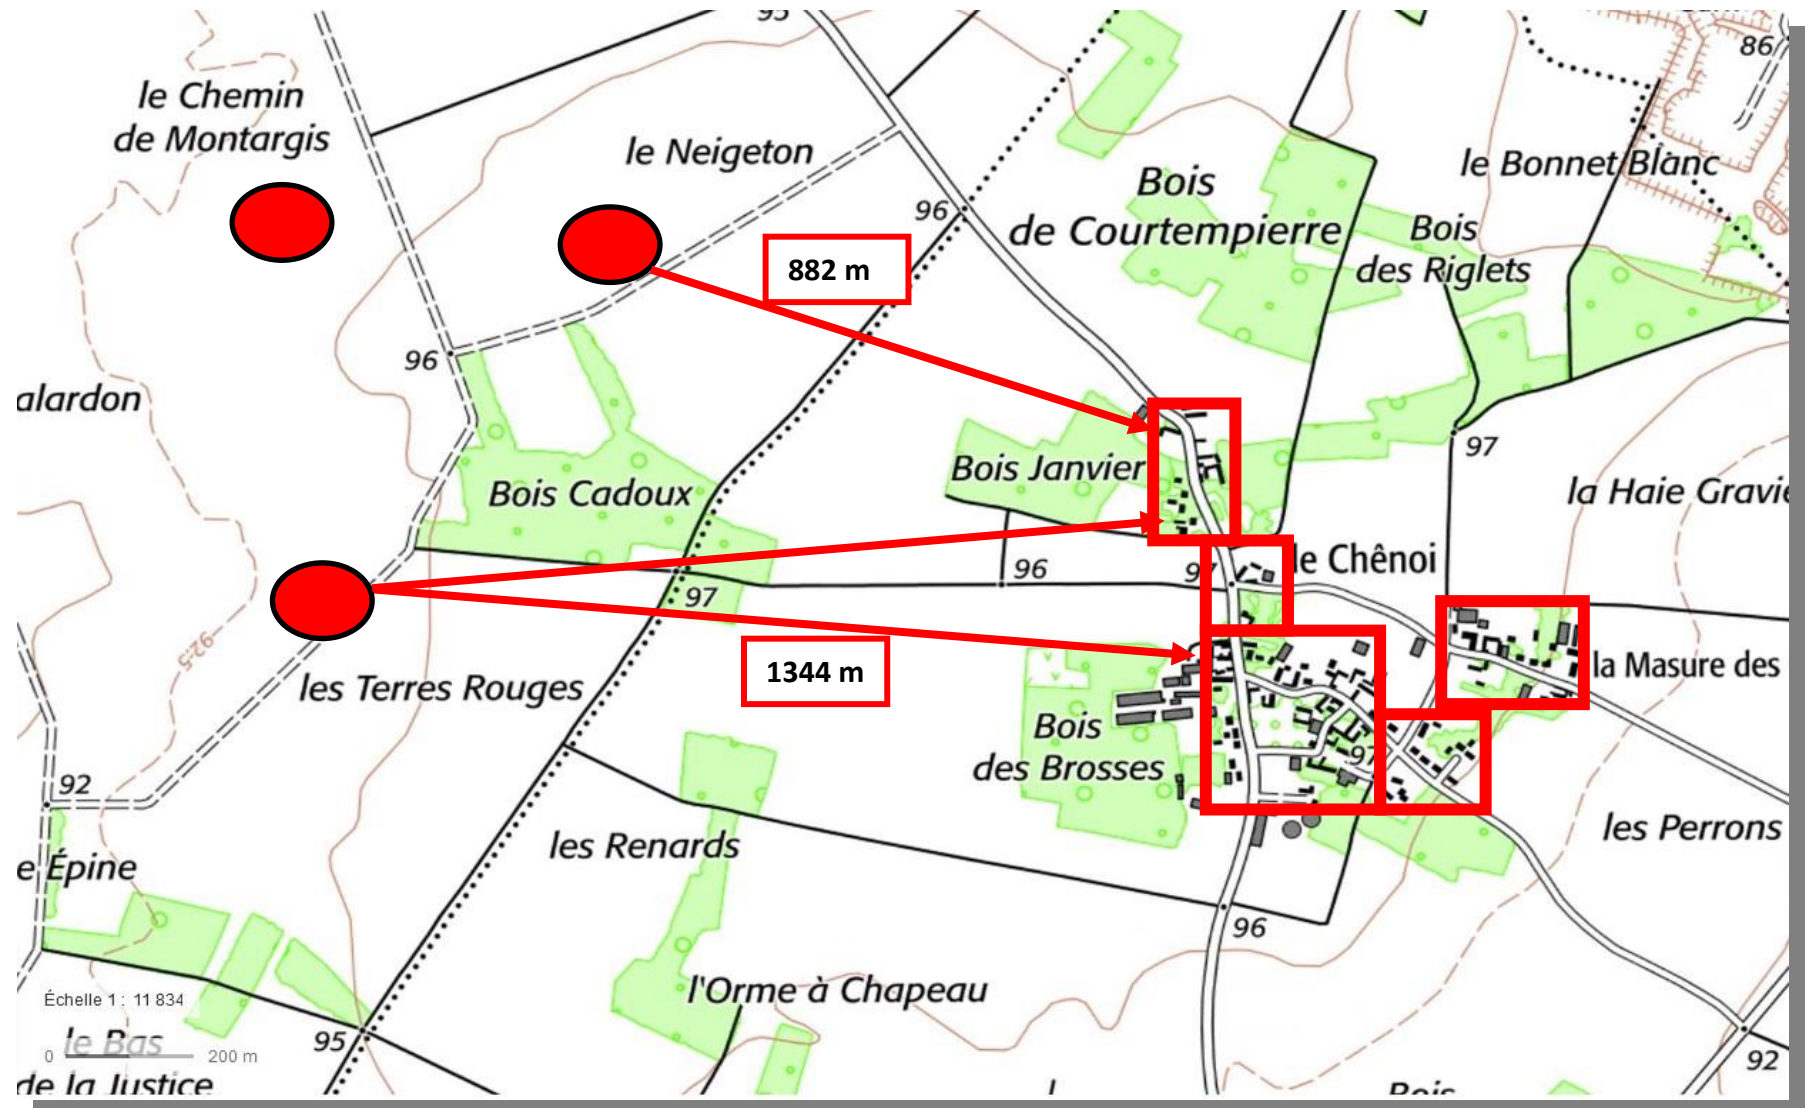 95
86
le Chemin
de Montargis
le Neigeton
le Bonnet Blanc
Bois
de Courtempierre
96
Bois
des Riglets
882 m
96
alardon
97
Bois Janvier
Bois Cadoux
la Haie Gravie
le Chênoi
96
97
97
92.5
1344 m
les Terres Rouges
la Masure des
Bois
des Brosses
97
92
les Renards
les Perrons
e Épine
96
l'Orme à Chapeau
Échelle 1 : 11 834
le Bas
0
200 m
95
92
de la Justice
Bois